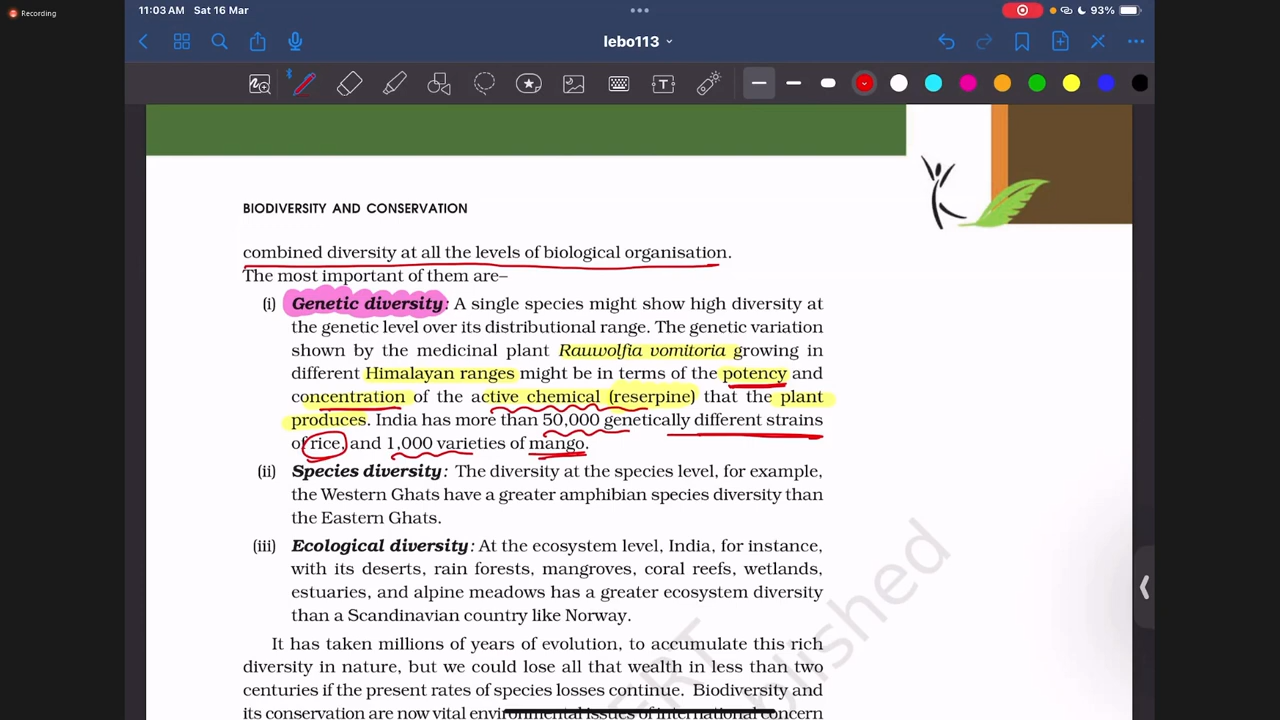 Recording
11:03 AM Sat 16 Mar
93%
lebo113
BIODIVERSITY AND CONSERVATION
combined diversity at all the levels of biological organisation.
The most important of them are–
(i) Genetic diversity: A single species might show high diversity at
the genetic level over its distributional range. The genetic variation
shown by the medicinal plant Rauwolfia vomitoria growing in
different Himalayan ranges might be in terms of the potency and
concentration of the active chemical (reserpine) that the plant
produces. India has more than 50,000 genetically different strains
of rice, and 1,000 varieties of mango.
(ii) Species diversity: The diversity at the species level, for example,
the Western Ghats have a greater amphibian species diversity than
the Eastern Ghats.
(iii) Ecological diversity: At the ecosystem level, India, for instance,
with its deserts, rain forests, mangroves, coral reefs, wetlands,
estuaries, and alpine meadows has a greater ecosystem diversity
than a Scandinavian country like Norway.
It has taken millions of years of evolution, to accumulate this rich
diversity in nature, but we could lose all that wealth in less than two
centuries if the present rates of species losses continue. Biodiversity and
its conservation are now vital environmental issues of international concern